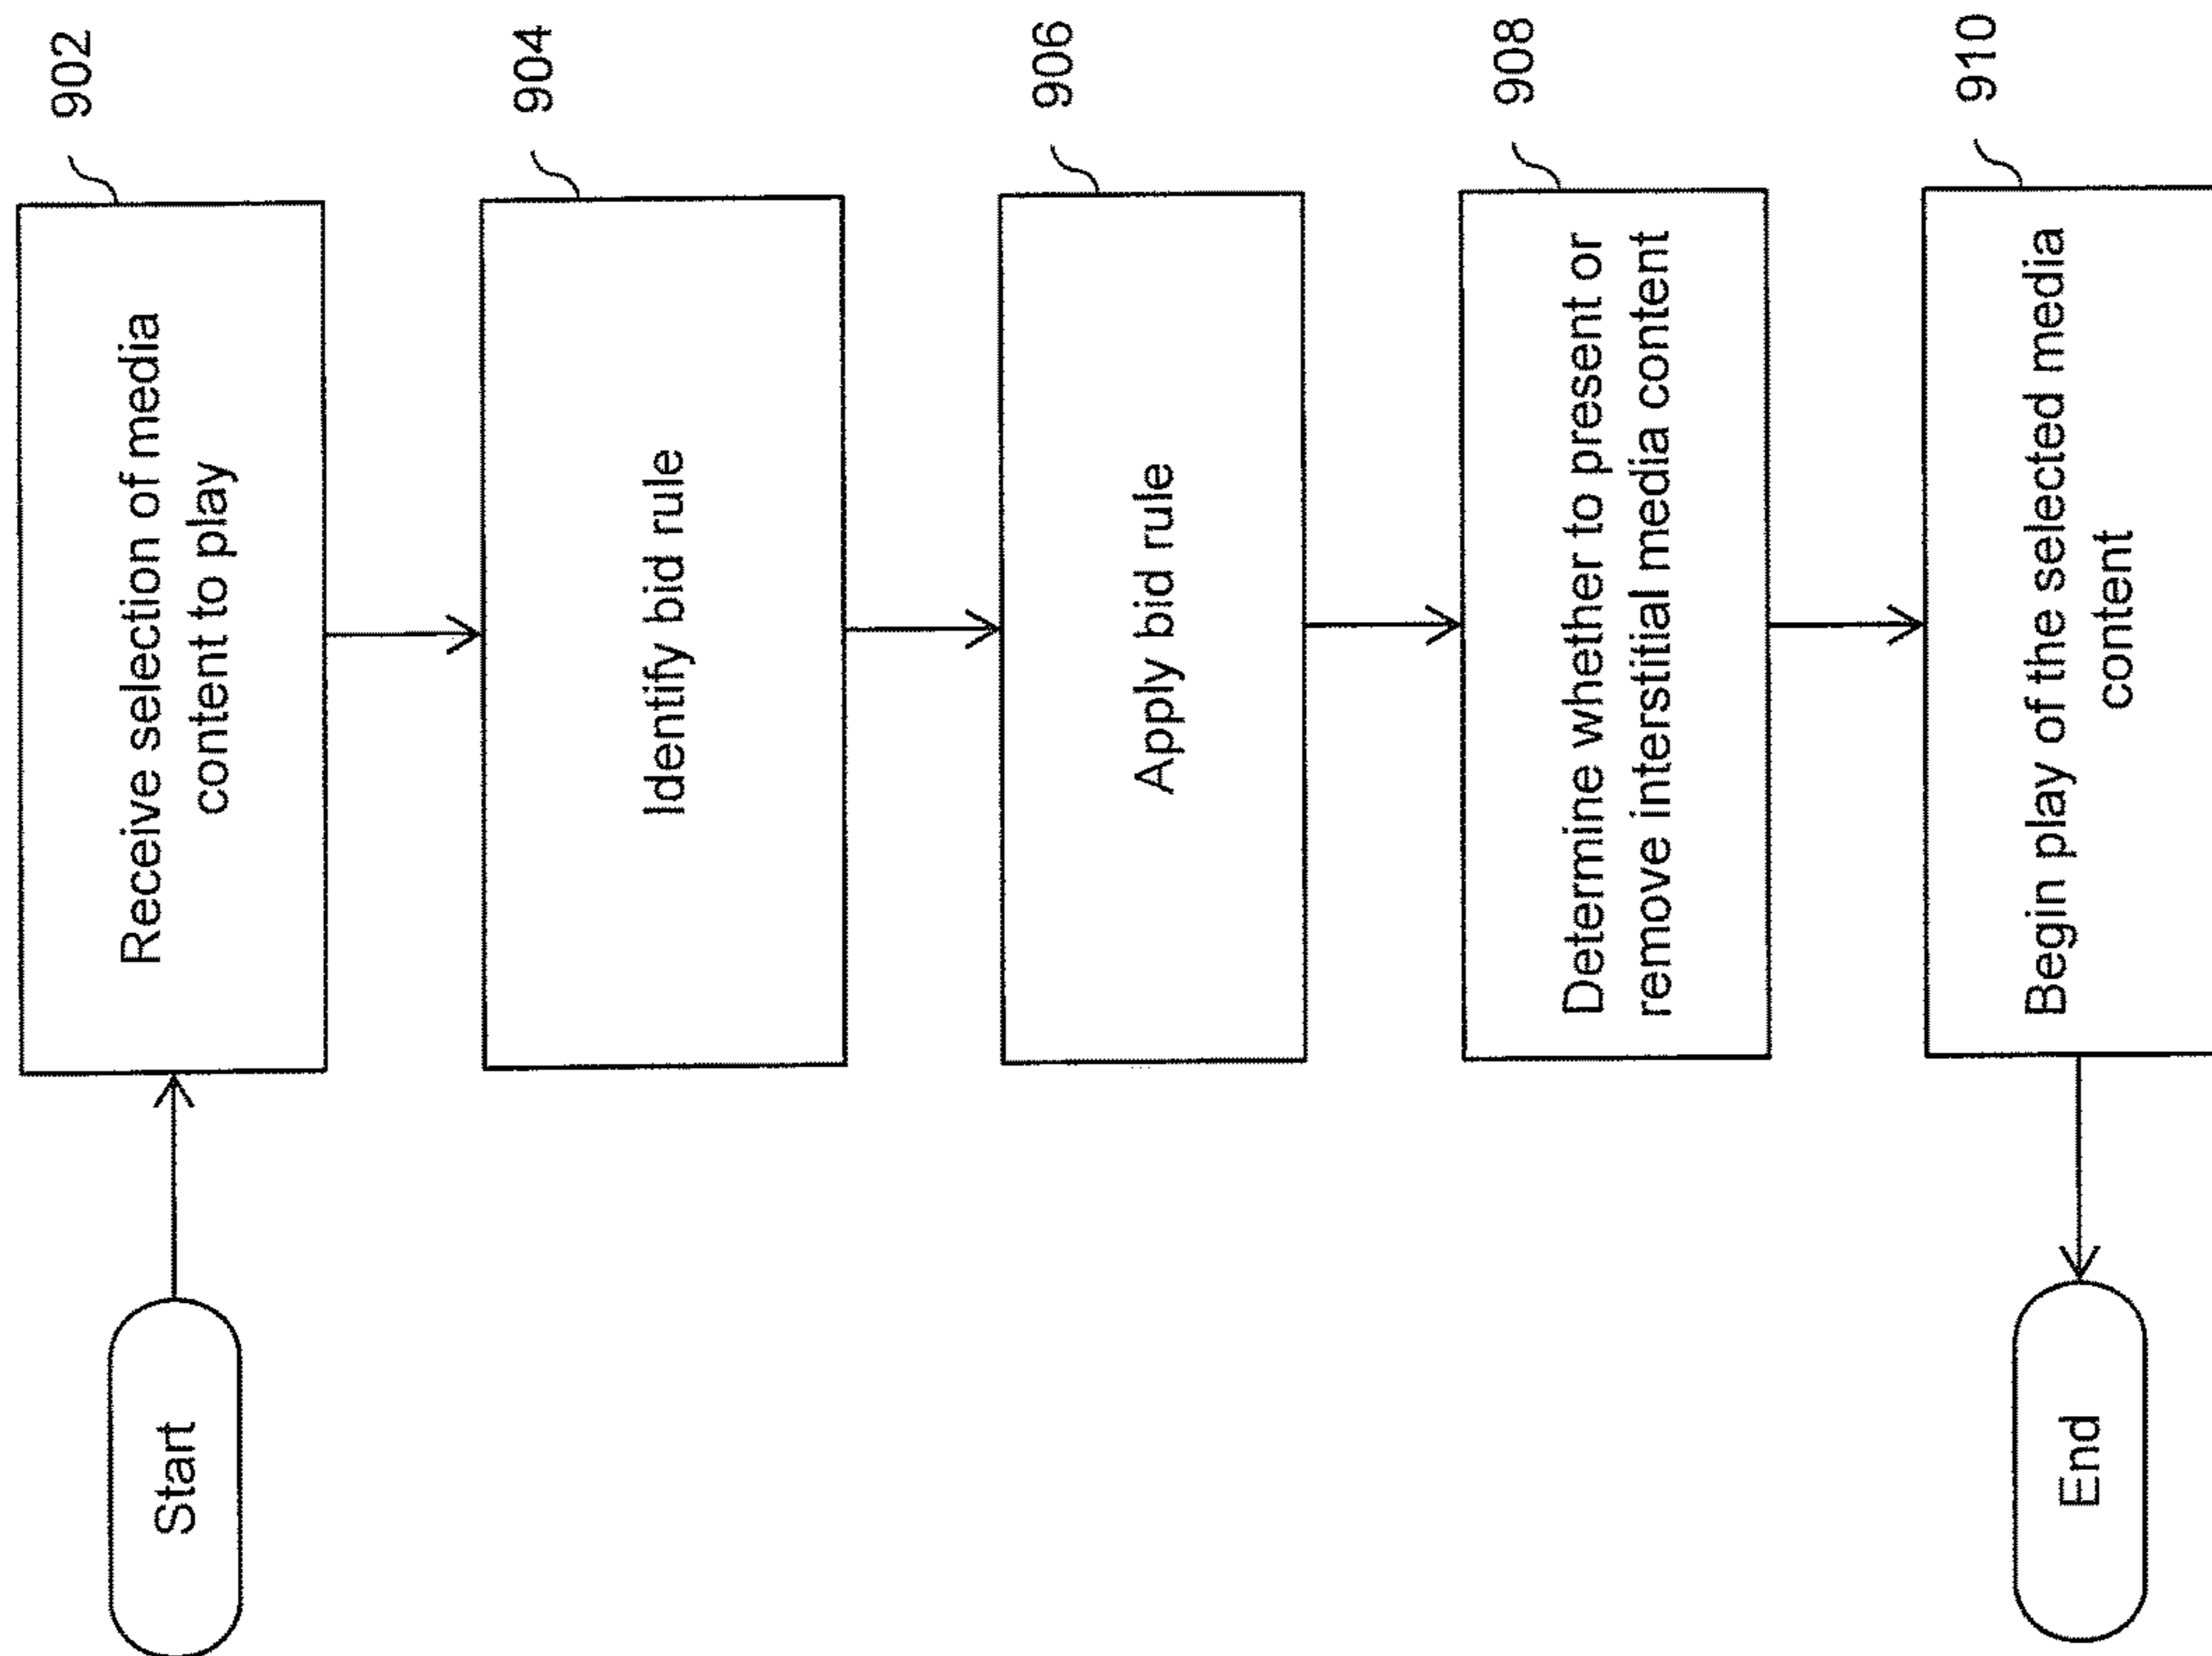 Start
Receive selection of media
content to play
902
Identify bid rule
904
Apply bid rule
906
Determine whether to present or
remove interstitial media content
908
Begin play of the selected media
content
910
End